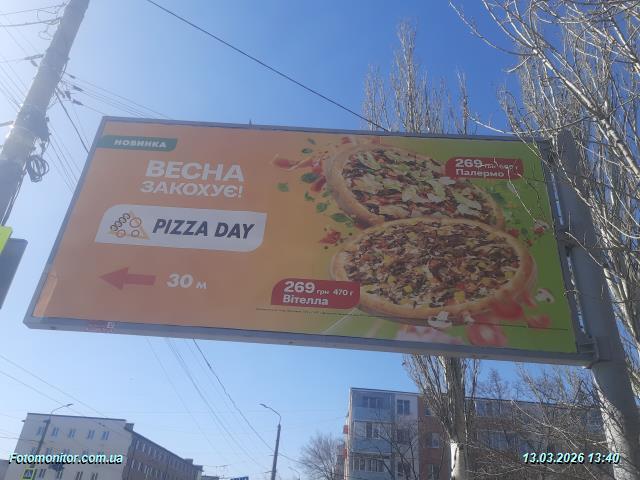 НОВИНКА
ВЕСНА
ЗАКОХУЄ!
PIZZA DAY
30 м
269 грн
Палермо
269 грн 470 г
Вітелла
Fotomonitor.com.ua
13.03.2026 13:40